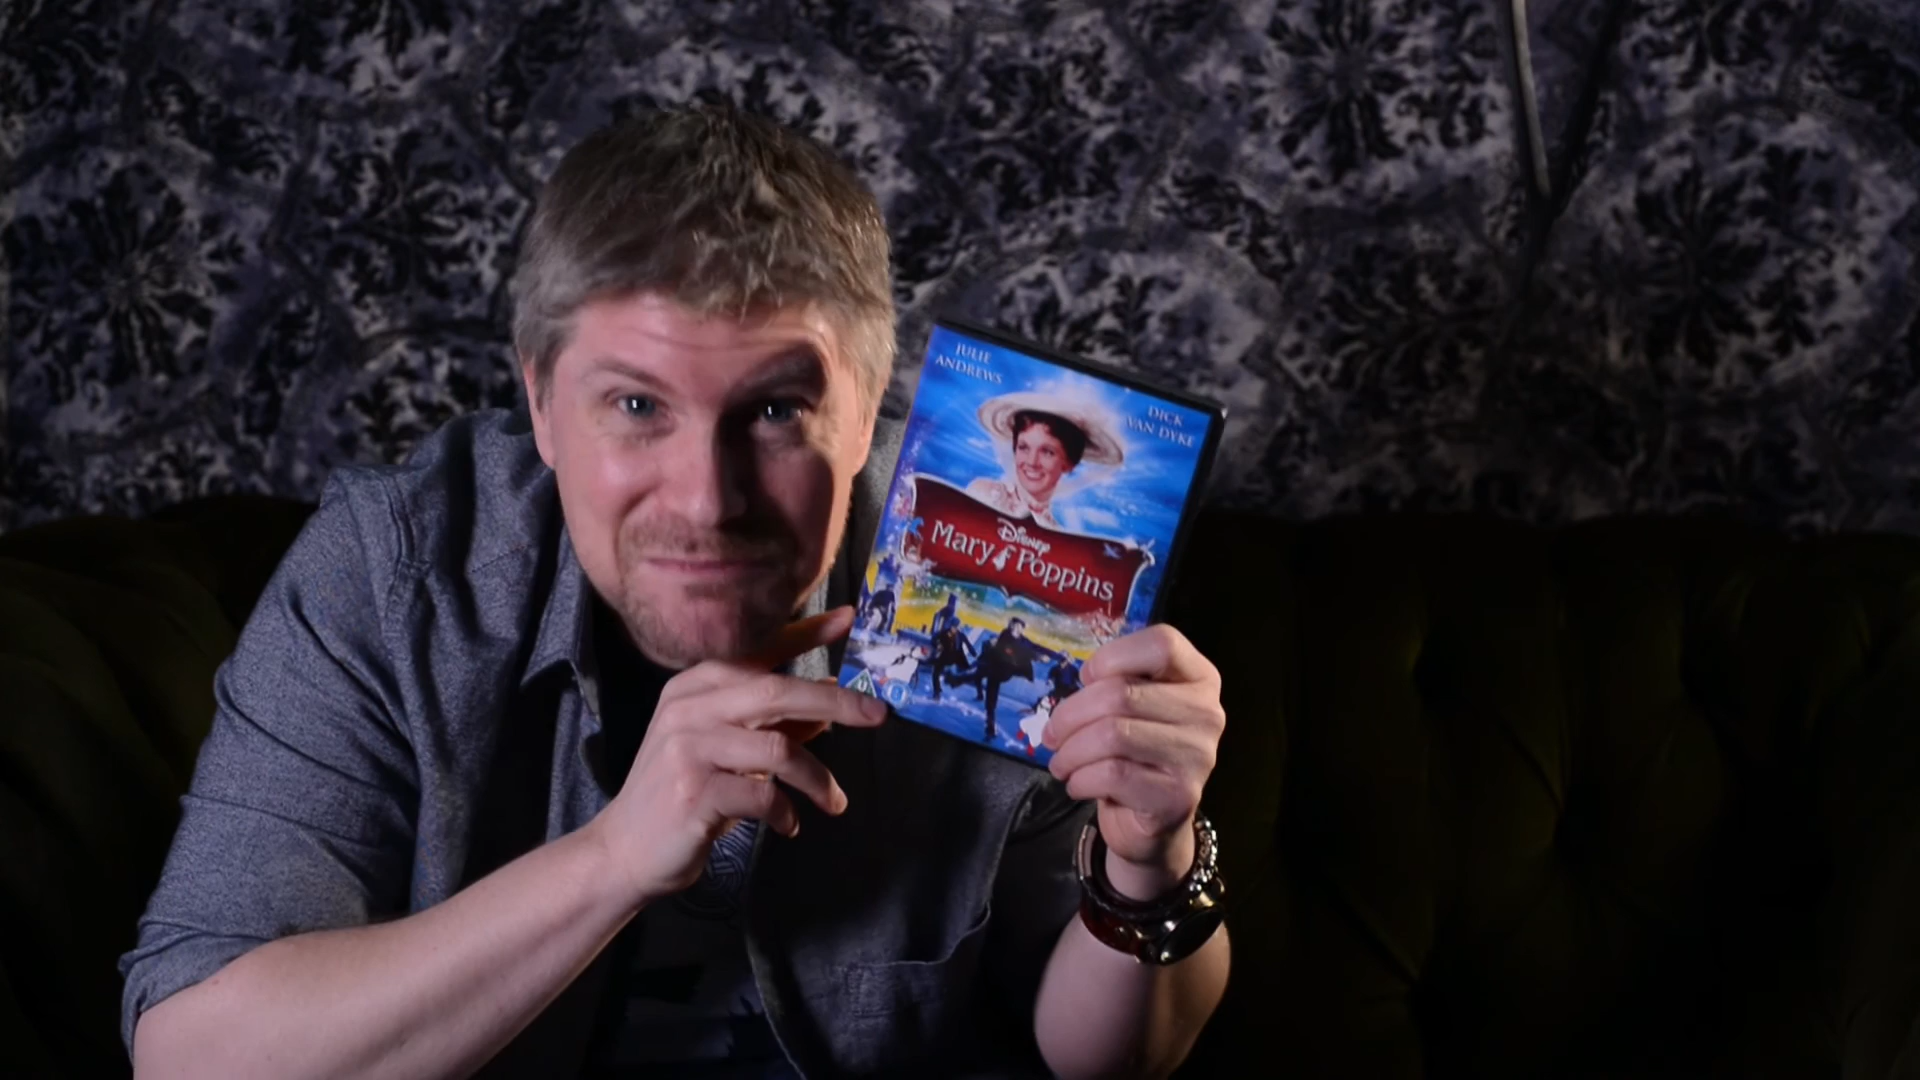 JULIE
ANDREWS
DICK
VAN DYKE
Disney
Mary Poppins
U